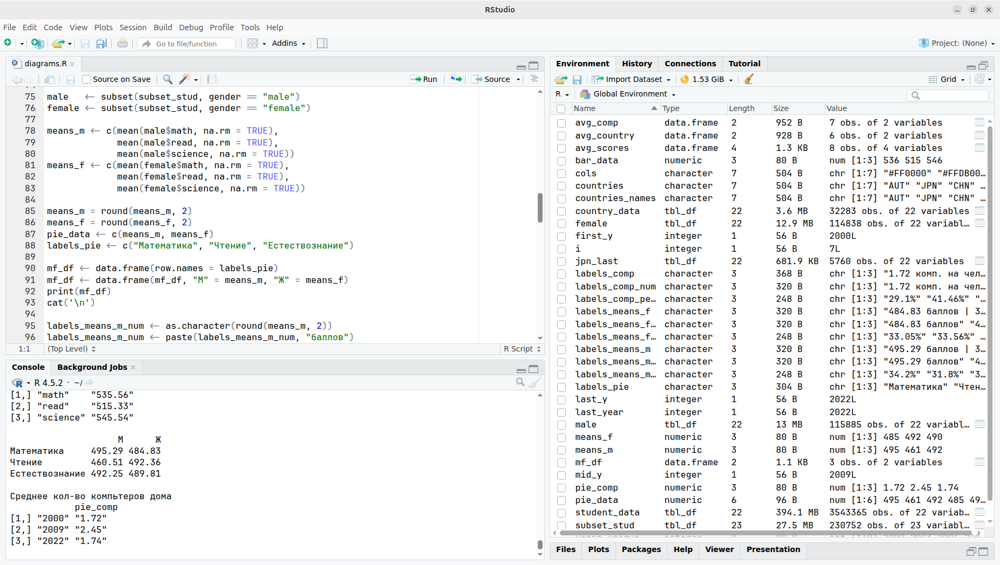 RStudio
File Edit Code View Plots Session Build Debug Profile Tools Help
Go to file/function Addins Project: (None)
diagrams.R
Source on Save Run Source
75 male <- subset(subset_stud, gender == "male")
76 female <- subset(subset_stud, gender == "female")
77
78 means_m <- c(mean(male$math, na.rm = TRUE),
79 mean(male$read, na.rm = TRUE),
80 mean(male$science, na.rm = TRUE))
81 means_f <- c(mean(female$math, na.rm = TRUE),
82 mean(female$read, na.rm = TRUE),
83 mean(female$science, na.rm = TRUE))
84
85 means_m = round(means_m, 2)
86 means_f = round(means_f, 2)
87 pie_data <- c(means_m, means_f)
88 labels_pie <- c("Математика", "Чтение", "Естествознание")
89
90 mf_df <- data.frame(row.names = labels_pie)
91 mf_df <- data.frame(mf_df, "М" = means_m, "Ж" = means_f)
92 print(mf_df)
93 cat('\n')
94
95 labels_means_m_num <- as.character(round(means_m, 2))
96 labels_means_m_num <- paste(labels_means_m_num, "баллов")
1:1 (Top Level) R Script
Console Background Jobs
R 4.5.2 · ~/
[1,] "math" "535.56"
[2,] "read" "515.33"
[3,] "science" "545.54"
М Ж
Математика 495.29 484.83
Чтение 460.51 492.36
Естествознание 492.25 489.81
Среднее кол-во компьтеров дома
pie_comp
[1,] "2000" "1.72"
[2,] "2009" "2.45"
[3,] "2022" "1.74"
Environment History Connections Tutorial
Import Dataset 1.53 GiB Grid
R Global Environment
Name Type Length Size Value
avg_comp data.frame 2 952 B 7 obs. of 2 variables
avg_country data.frame 2 928 B 6 obs. of 2 variables
avg_scores data.frame 4 1.3 KB 8 obs. of 4 variables
bar_data numeric 3 80 B num [1:3] 536 515 546
cols character 7 504 B chr [1:7] "#FF0000" "#FFDB00…
countries character 7 504 B chr [1:7] "AUT" "JPN" "CHN" …
countries_names character 7 504 B chr [1:7] "AUT" "JPN" "CHN" …
country_data tbl_df 22 3.6 MB 32283 obs. of 22 variables
female tbl_df 22 12.9 MB 114838 obs. of 22 variabl…
first_y integer 1 56 B 2000L
i integer 1 56 B 7L
jpn_last tbl_df 22 681.9 KB 5760 obs. of 22 variables
labels_comp character 3 368 B chr [1:3] "1.72 комп. на чел…
labels_comp_num character 3 320 B chr [1:3] "1.72 комп. на чел…
labels_comp_pe… character 3 248 B chr [1:3] "29.1%" "41.46%" "…
labels_means_f character 3 320 B chr [1:3] "484.83 баллов | 3…
labels_means_f… character 3 320 B chr [1:3] "484.83 баллов" "4…
labels_means_f… character 3 248 B chr [1:3] "33.05%" "33.56%" "…
labels_means_m character 3 320 B chr [1:3] "495.29 баллов | 3…
labels_means_m… character 3 320 B chr [1:3] "495.29 баллов" "4…
labels_means_m… character 3 248 B chr [1:3] "34.2%" "31.8%" "3…
labels_pie character 3 304 B chr [1:3] "Математика" "Чтен…
last_y integer 1 56 B 2022L
last_year integer 1 56 B 2022L
male tbl_df 22 13 MB 115885 obs. of 22 variabl…
means_f numeric 3 80 B num [1:3] 485 492 490
means_m numeric 3 80 B num [1:3] 495 461 492
mf_df data.frame 2 1.1 KB 3 obs. of 2 variables
mid_y integer 1 56 B 2009L
pie_comp numeric 3 80 B num [1:3] 1.72 2.45 1.74
pie_data numeric 6 96 B num [1:6] 495 461 492 485 49…
student_data tbl_df 22 394.1 MB 3543365 obs. of 22 variab…
subset_stud tbl_df 23 27.5 MB 230752 obs. of 23 variabl…
Files Plots Packages Help Viewer Presentation